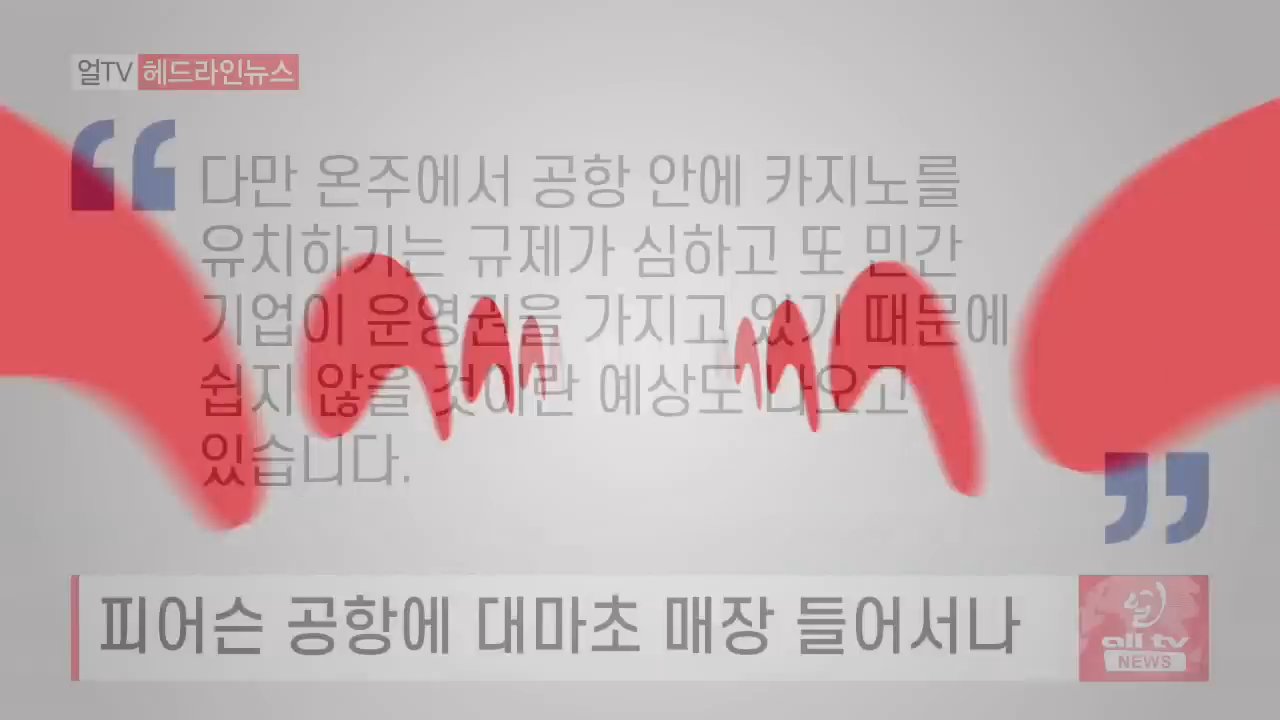 얼TV 헤드라인뉴스
다만 온주에서 공항 안에 카지노를
유치하기는 규제가 심하고 또 민간
기업이 운영권을 가지고 있기 때문에
쉽지 않을 것이란 예상도 나오고
있습니다.
피어슨 공항에 대마초 매장 들어서나
얼
all tv
NEWS